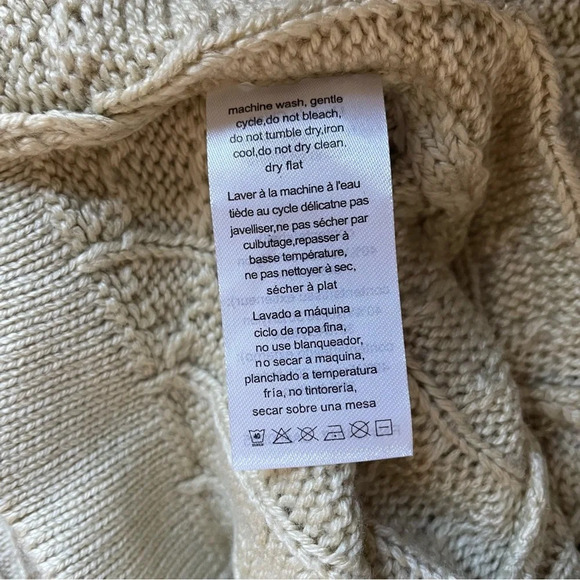 machine wash, gentle
cycle,do not bleach,
do not tumble dry,iron
cool,do not dry clean.
dry flat
Laver à la machine à l'eau
tiède au cycle délicatne pas
javelliser,ne pas sécher par
culbutage,repasser à
basse température,
ne pas nettoyer à sec,
sécher à plat
Lavado a máquina
ciclo de ropa fina,
no use blanqueador,
no secar a maquina,
planchado a temperatura
fría, no tintorería,
secar sobre una mesa
40